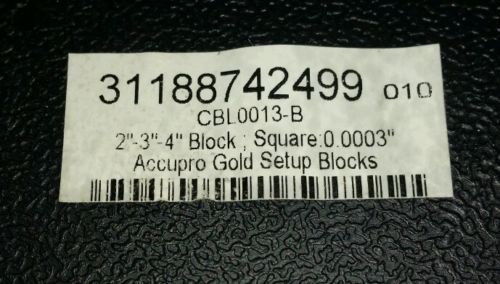 31188742499 010
CBL0013-B
2"-3"-4" Block ; Square:0.0003"
Accupro Gold Setup Blocks